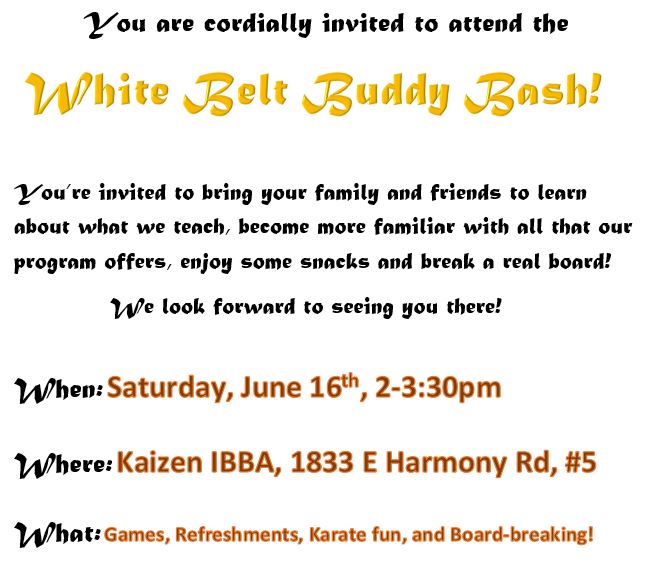 You are cordially invited to attend the
White Belt Buddy Bash!
You're invited to bring your family and friends to learn
about what we teach, become more familiar with all that our
program offers, enjoy some snacks and break a real board!
We look forward to seeing you there!
When: Saturday, June 16th, 2-3:30pm
Where: Kaizen IBBA, 1833 E Harmony Rd, #5
What: Games, Refreshments, Karate fun, and Board-breaking!